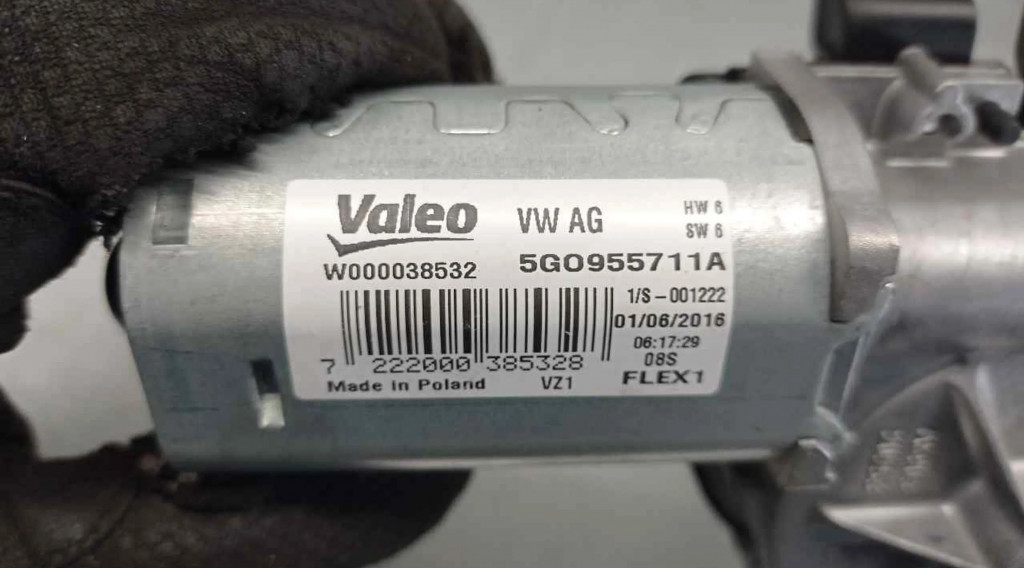 Valeo VW AG HW 6
SW 6
W000038532 5G0955711A
1/S-001222
01/06/2016
06:17:29
7 222000 385328 08S
Made in Poland VZ1 FLEX1